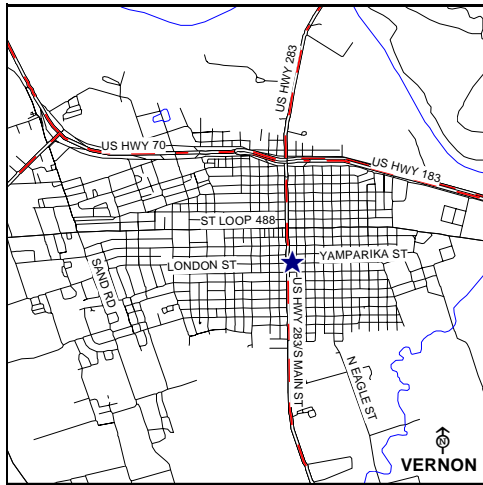 US HWY 283
US HWY 70
US HWY 183
ST LOOP 488
YAMPARIKA ST
LONDON ST
SAND RD
US HWY 283/S MAIN ST
N EAGLE ST
N
VERNON